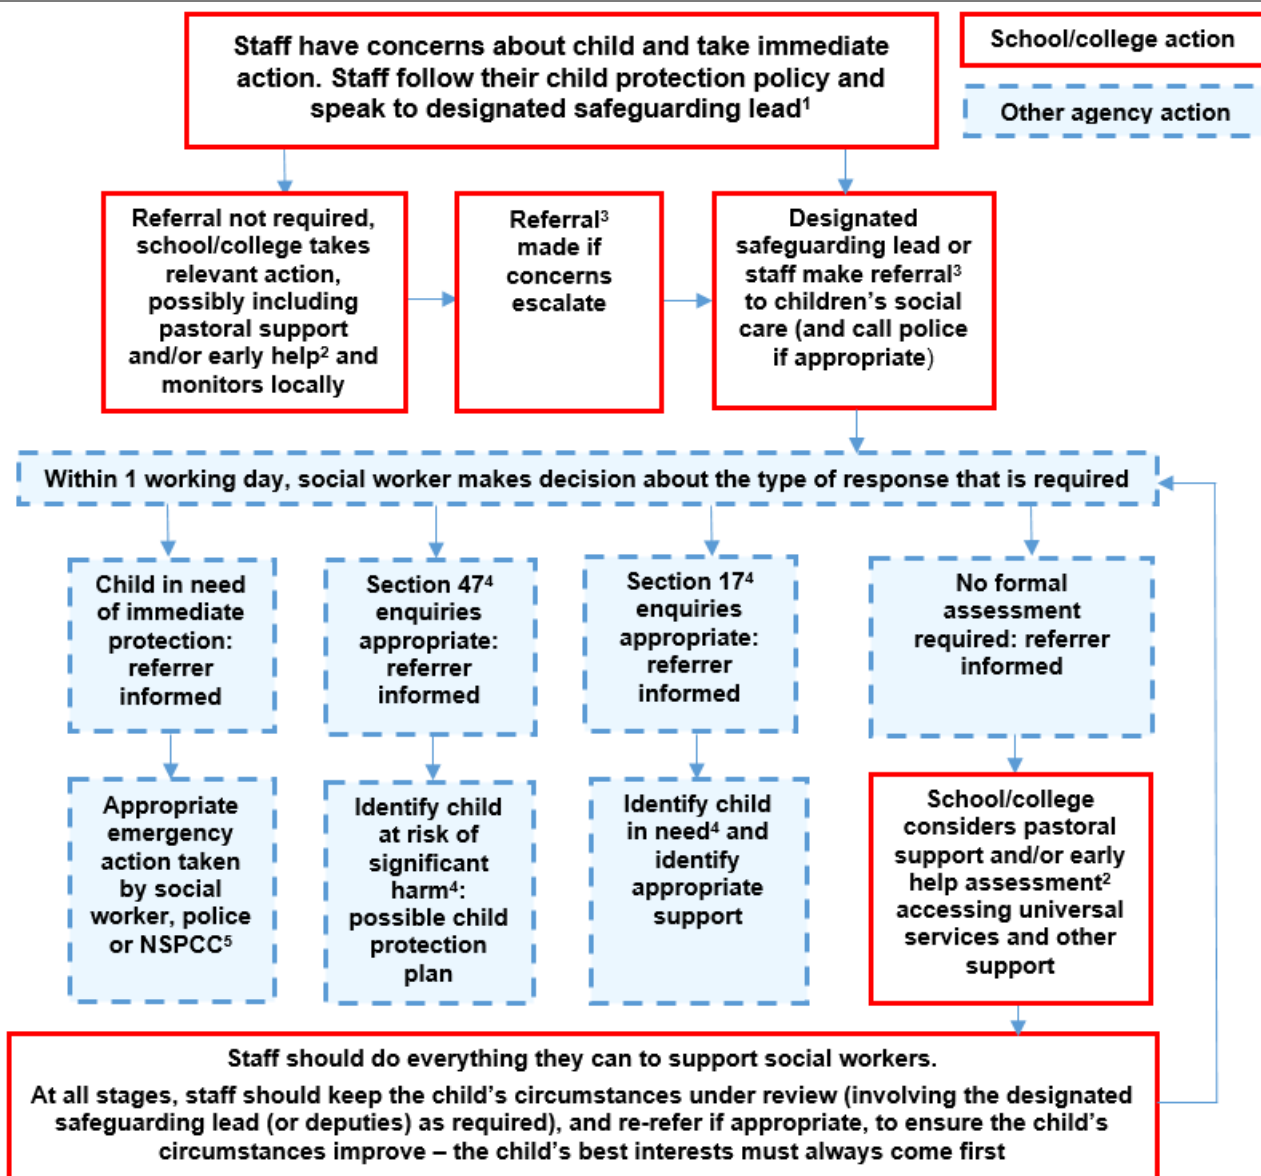 Staff have concerns about child and take immediate
action. Staff follow their child protection policy and
speak to designated safeguarding lead¹
School/college action
Other agency action
Referral not required,
school/college takes
relevant action,
possibly including
pastoral support
and/or early help² and
monitors locally
Referral³
made if
concerns
escalate
Designated
safeguarding lead or
staff make referral³
to children's social
care (and call police
if appropriate)
Within 1 working day, social worker makes decision about the type of response that is required
Child in need
of immediate
protection:
referrer
informed
Section 47⁴
enquiries
appropriate:
referrer
informed
Section 17⁴
enquiries
appropriate:
referrer
informed
No formal
assessment
required: referrer
informed
Appropriate
emergency
action taken
by social
worker, police
or NSPCC⁵
Identify child
at risk of
significant
harm⁴:
possible child
protection
plan
Identify child
in need⁴ and
identify
appropriate
support
School/college
considers pastoral
support and/or early
help assessment²
accessing universal
services and other
support
Staff should do everything they can to support social workers.
At all stages, staff should keep the child's circumstances under review (involving the designated
safeguarding lead (or deputies) as required), and re-refer if appropriate, to ensure the child's
circumstances improve – the child's best interests must always come first